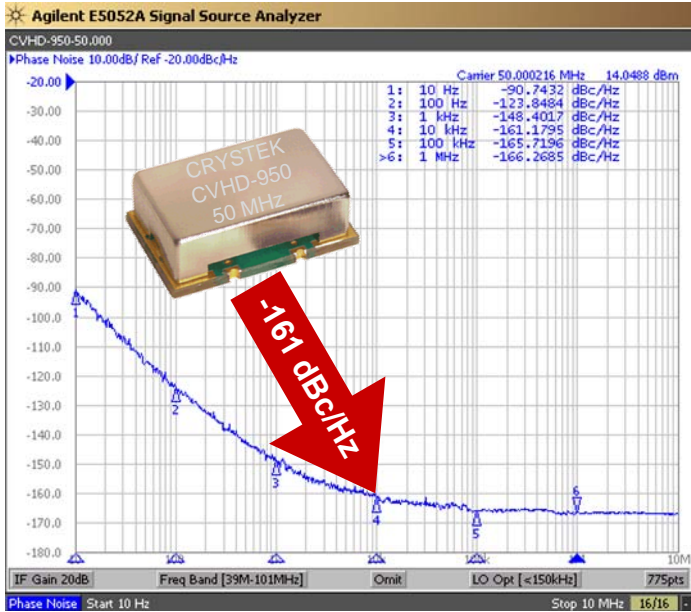 Agilent E5052A Signal Source Analyzer
CVHD-950-50.000
Phase Noise 10.00dB/ Ref -20.00dBc/Hz
Carrier 50.000216 MHz 14.0488 dBm
1: 10 Hz -90.7432 dBc/Hz
2: 100 Hz -123.8484 dBc/Hz
3: 1 kHz -148.4017 dBc/Hz
4: 10 kHz -161.1795 dBc/Hz
5: 100 kHz -165.7196 dBc/Hz
>6: 1 MHz -166.2685 dBc/Hz
-20.00
-30.00
-40.00
-50.00
-60.00
-70.00
-80.00
-90.00
-100.0
-110.0
-120.0
-130.0
-140.0
-150.0
-160.0
-170.0
-180.0
CRYSTEK
CVHD-950
50 MHz
-161 dBc/Hz
1
2
3
4
5
6
10M
IF Gain 20dB Freq Band [39M-101MHz] Omit LO Opt [<150kHz] 775pts
Phase Noise Start 10 Hz Stop 10 MHz 16/16